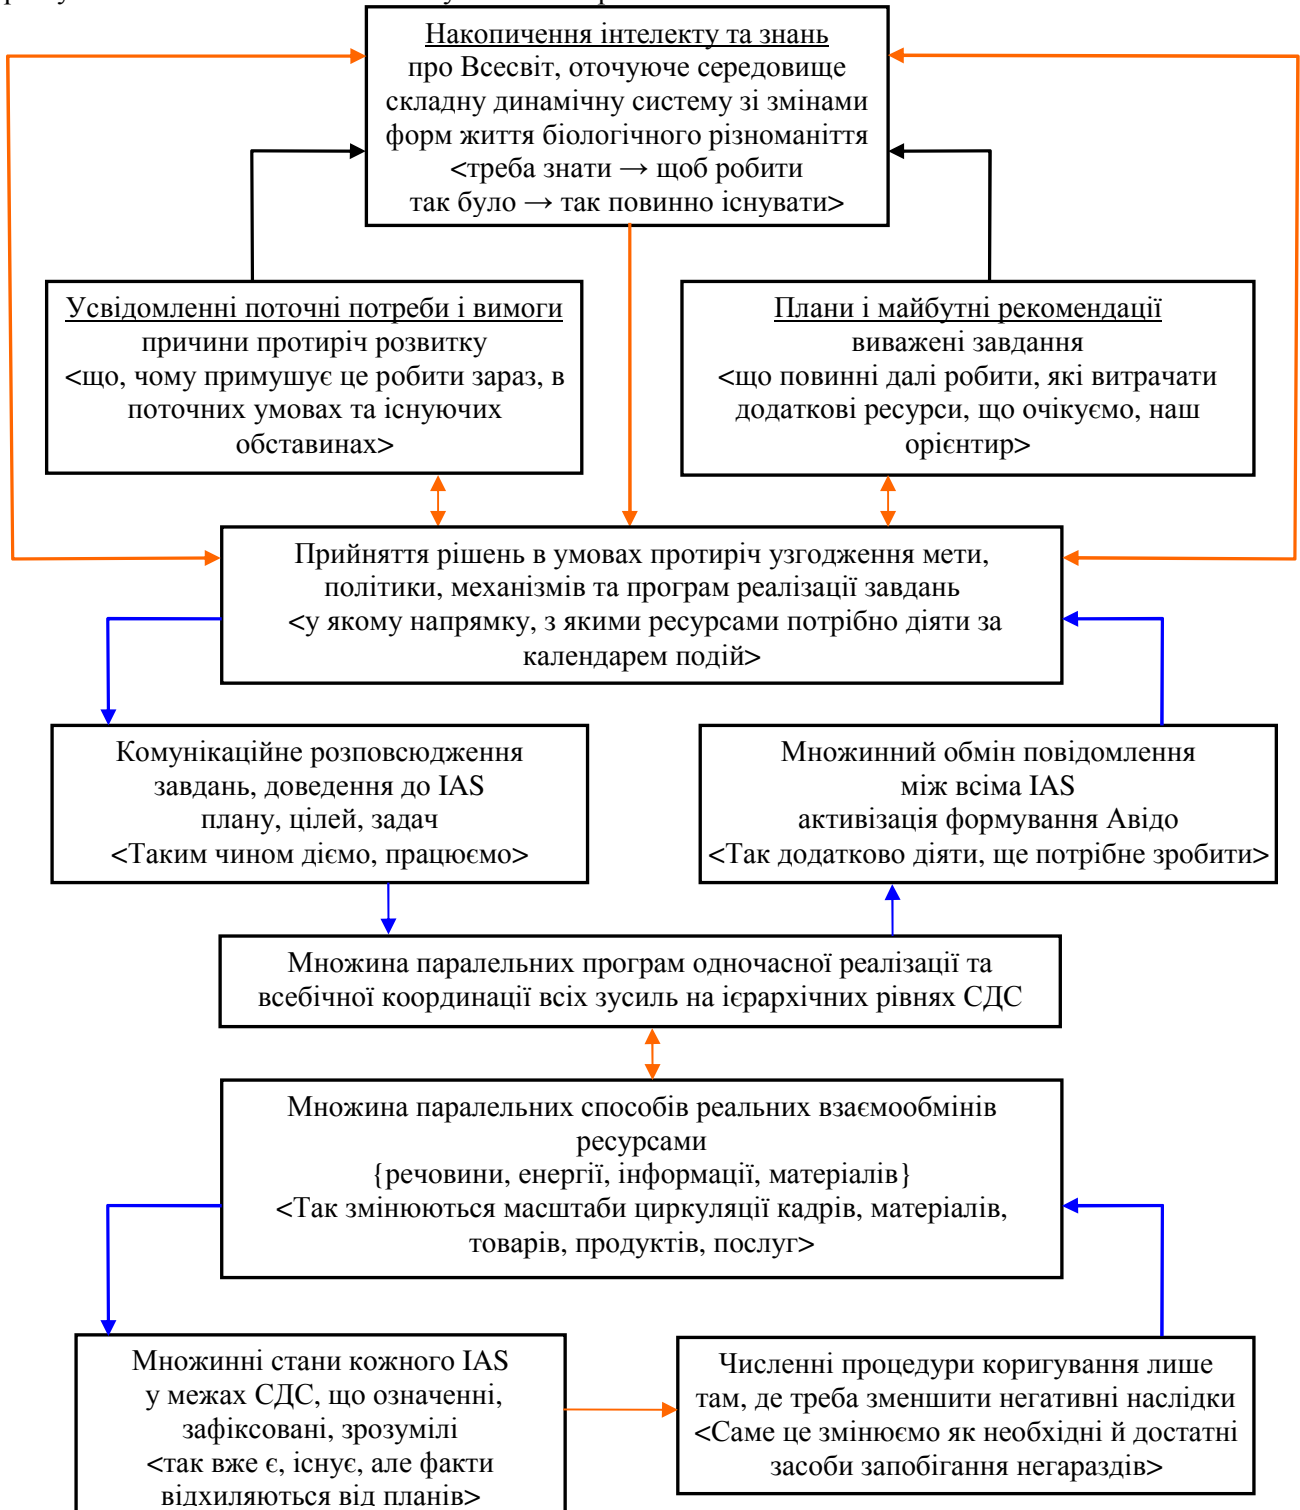 Накопичення інтелекту та знань
про Всесвіт, оточуюче середовище
складну динамічну систему зі змінами
форм життя біологічного різноманіття
<треба знати → щоб робити
так було → так повинно існувати>
Усвідомленні поточні потреби і вимоги
причини протиріч розвитку
<що, чому примушує це робити зараз, в
поточних умовах та існуючих
обставинах>
Плани і майбутні рекомендації
виважені завдання
<що повинні далі робити, які витрачати
додаткові ресурси, що очікуємо, наш
орієнтир>
Прийняття рішень в умовах протиріч узгодження мети,
політики, механізмів та програм реалізації завдань
<у якому напрямку, з якими ресурсами потрібно діяти за
календарем подій>
Комунікаційне розповсюдження
завдань, доведення до IAS
плану, цілей, задач
<Таким чином діємо, працюємо>
Множинний обмін повідомлення
між всіма IAS
активізація формування Авідо
<Так додатково діяти, ще потрібне зробити>
Множина паралельних програм одночасної реалізації та
всебічної координації всіх зусиль на ієрархічних рівнях СДС
Множина паралельних способів реальних взаємообмінів
ресурсами
{речовини, енергії, інформації, матеріалів}
<Так змінюються масштаби циркуляції кадрів, матеріалів,
товарів, продуктів, послуг>
Множинні стани кожного IAS
у межах СДС, що означенні,
зафіксовані, зрозумілі
<так вже є, існує, але факти
відхиляються від планів>
Численні процедури коригування лише
там, де треба зменшити негативні наслідки
<Саме це змінюємо як необхідні й достатні
засоби запобігання негараздів>